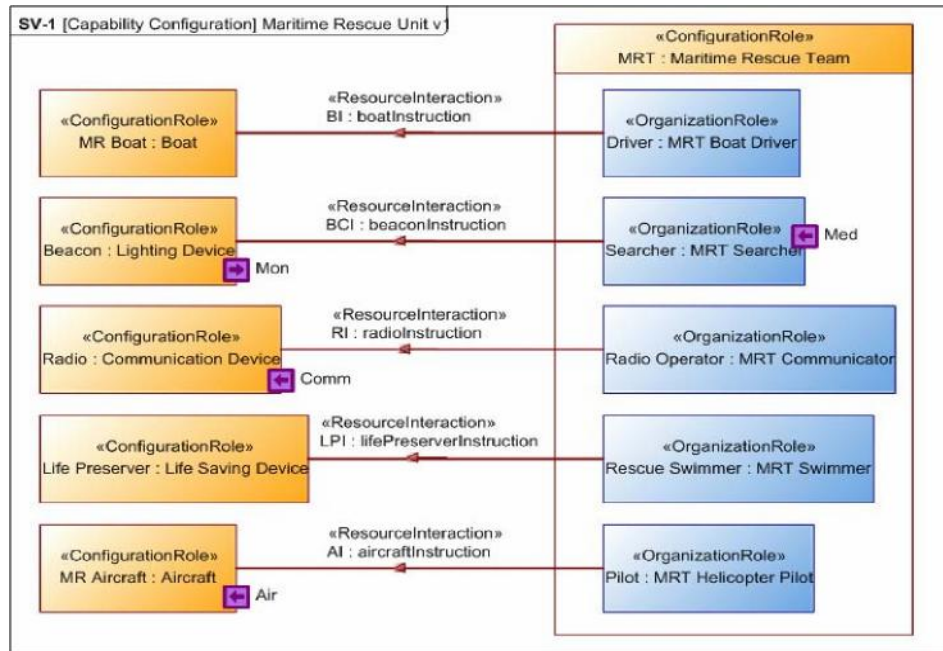 SV-1 [Capability Configuration] Maritime Rescue Unit v1
«ConfigurationRole»
MRT : Maritime Rescue Team
«ConfigurationRole»
MR Boat : Boat
«ResourceInteraction»
BI : boatInstruction
«OrganizationRole»
Driver : MRT Boat Driver
«ConfigurationRole»
Beacon : Lighting Device
Mon
«ResourceInteraction»
BCI : beaconInstruction
«OrganizationRole»
Searcher : MRT Searcher
Med
«ConfigurationRole»
Radio : Communication Device
Comm
«ResourceInteraction»
RI : radioInstruction
«OrganizationRole»
Radio Operator : MRT Communicator
«ConfigurationRole»
Life Preserver : Life Saving Device
«ResourceInteraction»
LPI : lifePreserverInstruction
«OrganizationRole»
Rescue Swimmer : MRT Swimmer
«ConfigurationRole»
MR Aircraft : Aircraft
Air
«ResourceInteraction»
AI : aircraftInstruction
«OrganizationRole»
Pilot : MRT Helicopter Pilot